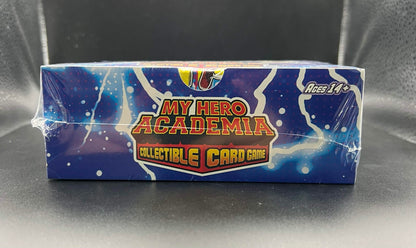 AGES 14+
MY HERO
ACADEMIA
COLLECTIBLE CARD GAME